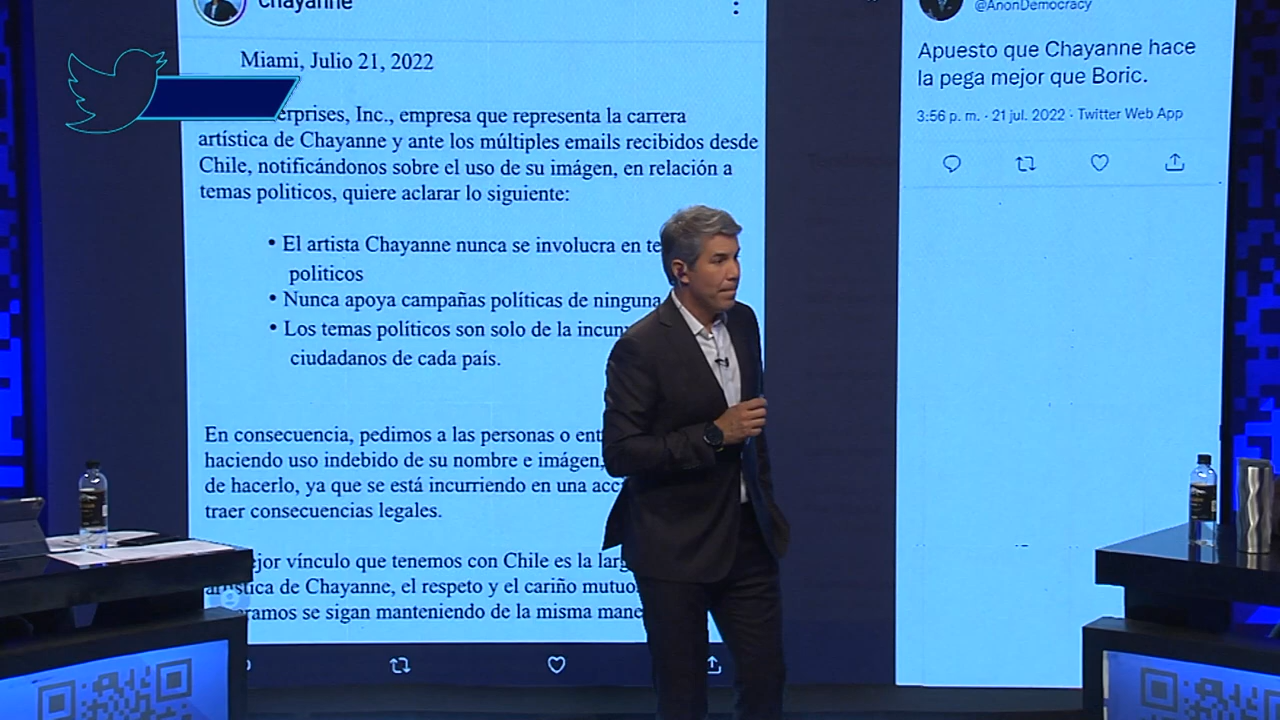 chayanne
Miami, Julio 21, 2022
erprises, Inc., empresa que representa la carrera
artística de Chayanne y ante los múltiples emails recibidos desde
Chile, notificándonos sobre el uso de su imágen, en relación a
temas politicos, quiere aclarar lo siguiente:
• El artista Chayanne nunca se involucra en te
politicos
• Nunca apoya campañas políticas de ninguna
• Los temas políticos son solo de la incum
ciudadanos de cada país.
En consecuencia, pedimos a las personas o ent
haciendo uso indebido de su nombre e imágen,
de hacerlo, ya que se está incurriendo en una acc
traer consecuencias legales.
ejor vínculo que tenemos con Chile es la larg
artística de Chayanne, el respeto y el cariño mutuo
eramos se sigan manteniendo de la misma mane
@AnonDemocracy
Apuesto que Chayanne hace
la pega mejor que Boric.
3:56 p. m. · 21 jul. 2022 · Twitter Web App